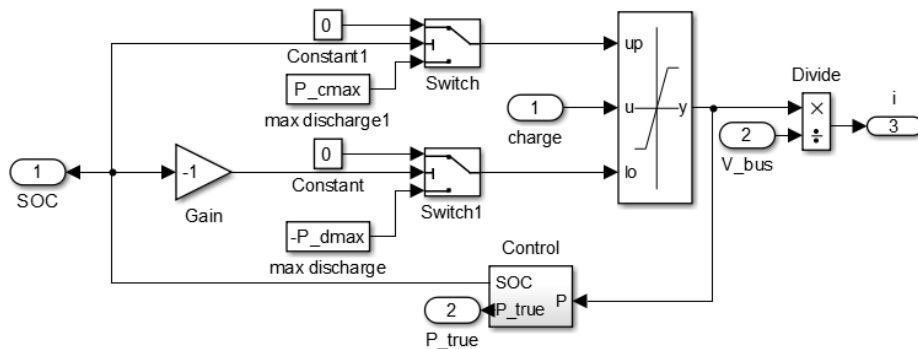 0
Constant1
Switch
P_cmax
max discharge1
up
u
y
lo
1
charge
Divide
×
÷
i
3
2
V_bus
1
SOC
-1
Gain
0
Constant
Switch1
-P_dmax
max discharge
Control
SOC
P_true
P
2
P_true